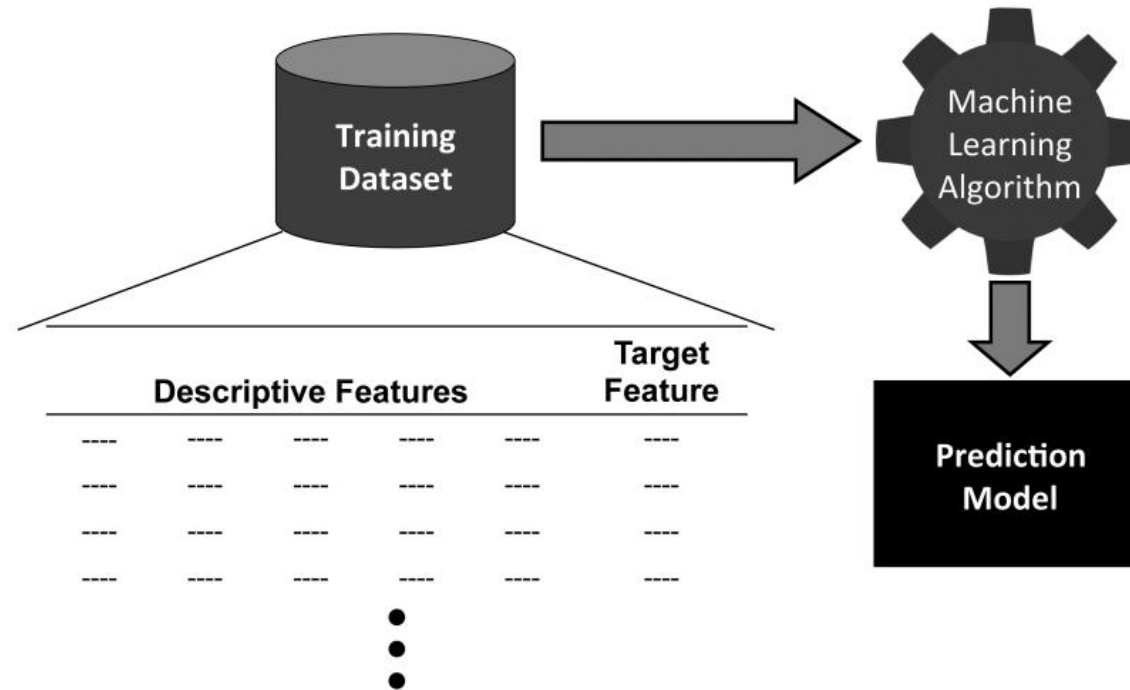 Training
Dataset
Machine
Learning
Algorithm
Target
Descriptive Features Feature
---- ---- ---- ---- ---- ----
---- ---- ---- ---- ---- ----
---- ---- ---- ---- ---- ----
---- ---- ---- ---- ---- ----
Prediction
Model